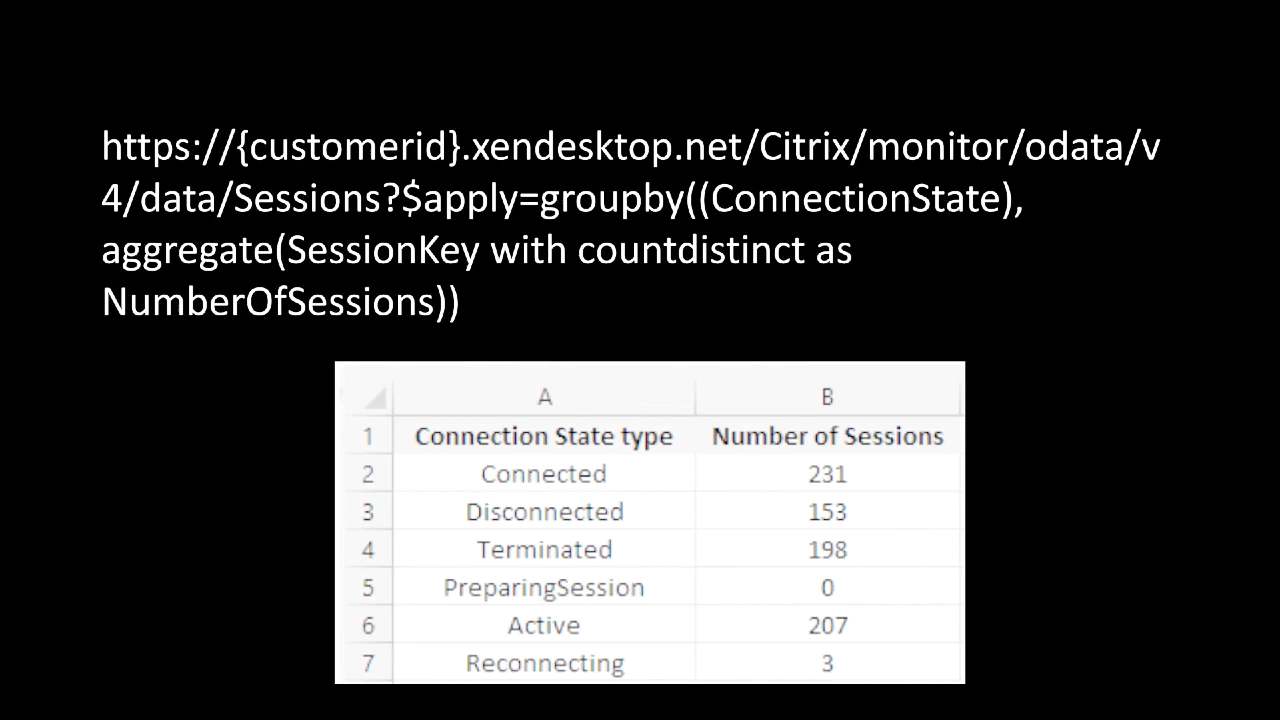 https://{customerid}.xendesktop.net/Citrix/monitor/odata/v
4/data/Sessions?$apply=groupby((ConnectionState),
aggregate(SessionKey with countdistinct as
NumberOfSessions))
A B
1 Connection State type Number of Sessions
2 Connected 231
3 Disconnected 153
4 Terminated 198
5 PreparingSession 0
6 Active 207
7 Reconnecting 3